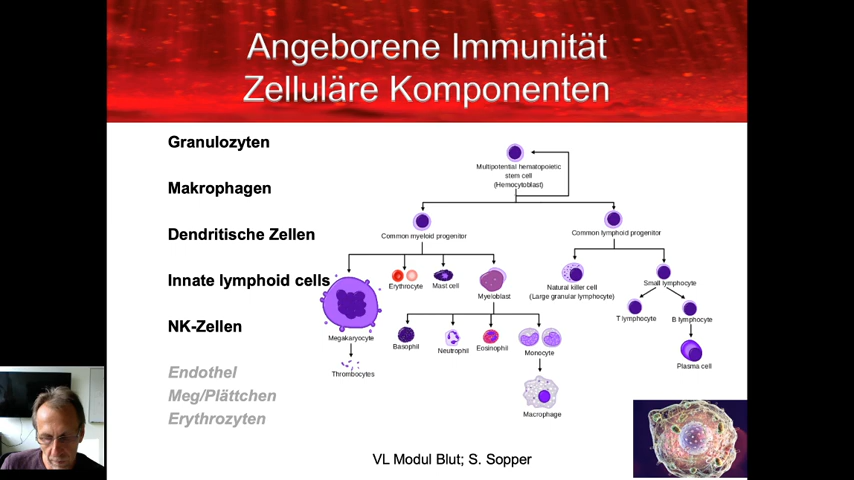 Angeborene Immunität
Zelluläre Komponenten
Granulozyten
Makrophagen
Dendritische Zellen
Innate lymphoid cells
NK-Zellen
Endothel
Meg/Plättchen
Erythrozyten
Multipotential hematopoietic
stem cell
(Hemocytoblast)
Common myeloid progenitor
Common lymphoid progenitor
Erythrocyte
Mast cell
Myeloblast
Natural killer cell
(Large granular lymphocyte)
Small lymphocyte
T lymphocyte
B lymphocyte
Megakaryocyte
Basophil
Neutrophil
Eosinophil
Monocyte
Plasma cell
Thrombocytes
Macrophage
VL Modul Blut; S. Sopper